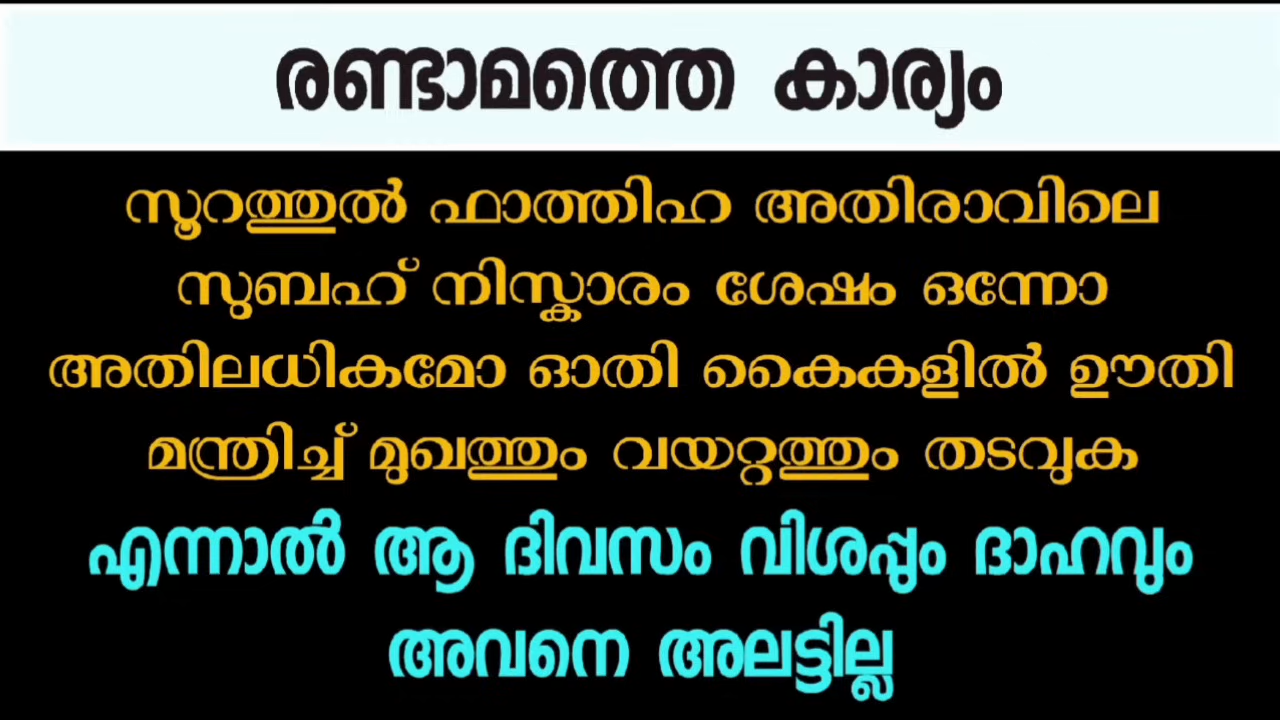 രണ്ടാമത്തെ കാര്യം
സൂറത്തുൽ ഫാത്തിഹ അതിരാവിലെ
സുബഹ് നിസ്കാരം ശേഷം ഒന്നോ
അതിലധികമോ ഓതി കൈകളിൽ ഊതി
മന്ത്രിച്ച് മുഖത്തും വയറ്റത്തും തടവുക
എന്നാൽ ആ ദിവസം വിശപ്പും ദാഹവും
അവനെ അലട്ടില്ല